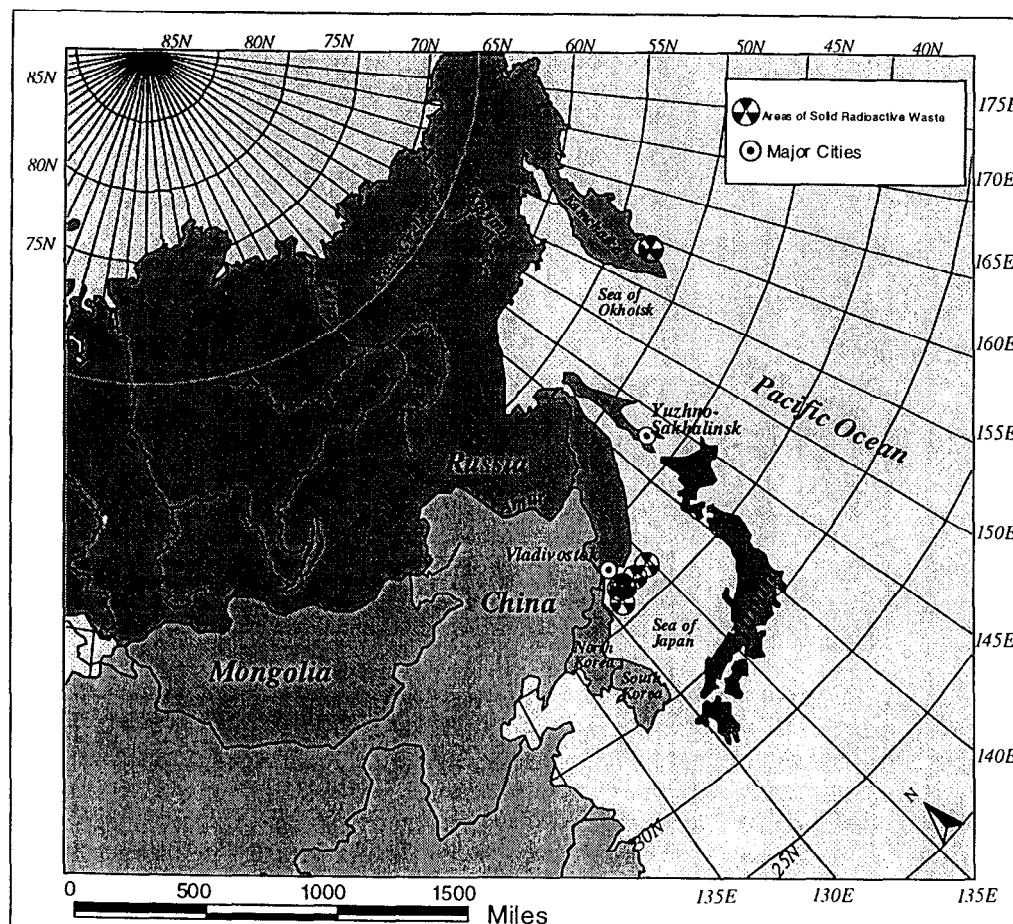 85N 80N 75N 70N 65N 60N 55N 50N 45N 40N
85N
80N
75N
175E
170E
165E
160E
155E
150E
145E
140E
Areas of Solid Radioactive Waste
Major Cities
Sea of
Okhotsk
Pacific Ocean
Yuzhno-
Sakhalinsk
Russia
Amur
Vladivostok
China
Sea of
Japan
North
Korea
South
Korea
Mongolia
N
30N
25N
135E 130E 135E
0 500 1000 1500
Miles